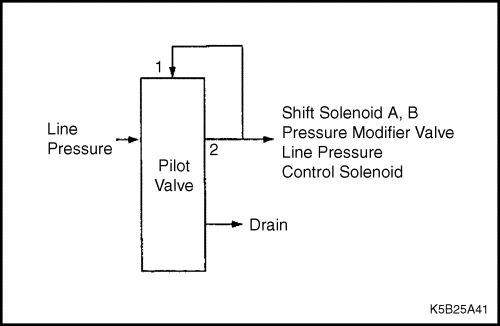 1
Line
Pressure
Pilot
Valve
2
Shift Solenoid A, B
Pressure Modifier Valve
Line Pressure
Control Solenoid
Drain
K5B25A41